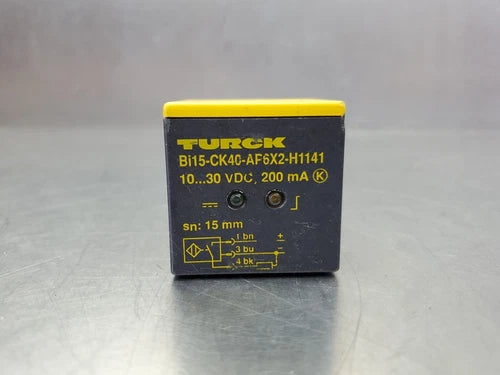 TURCK
Bi15-CK40-AF6X2-H1141
10...30 VDC, 200 mA K
sn: 15 mm
1 bn +
3 bu −
4 bk